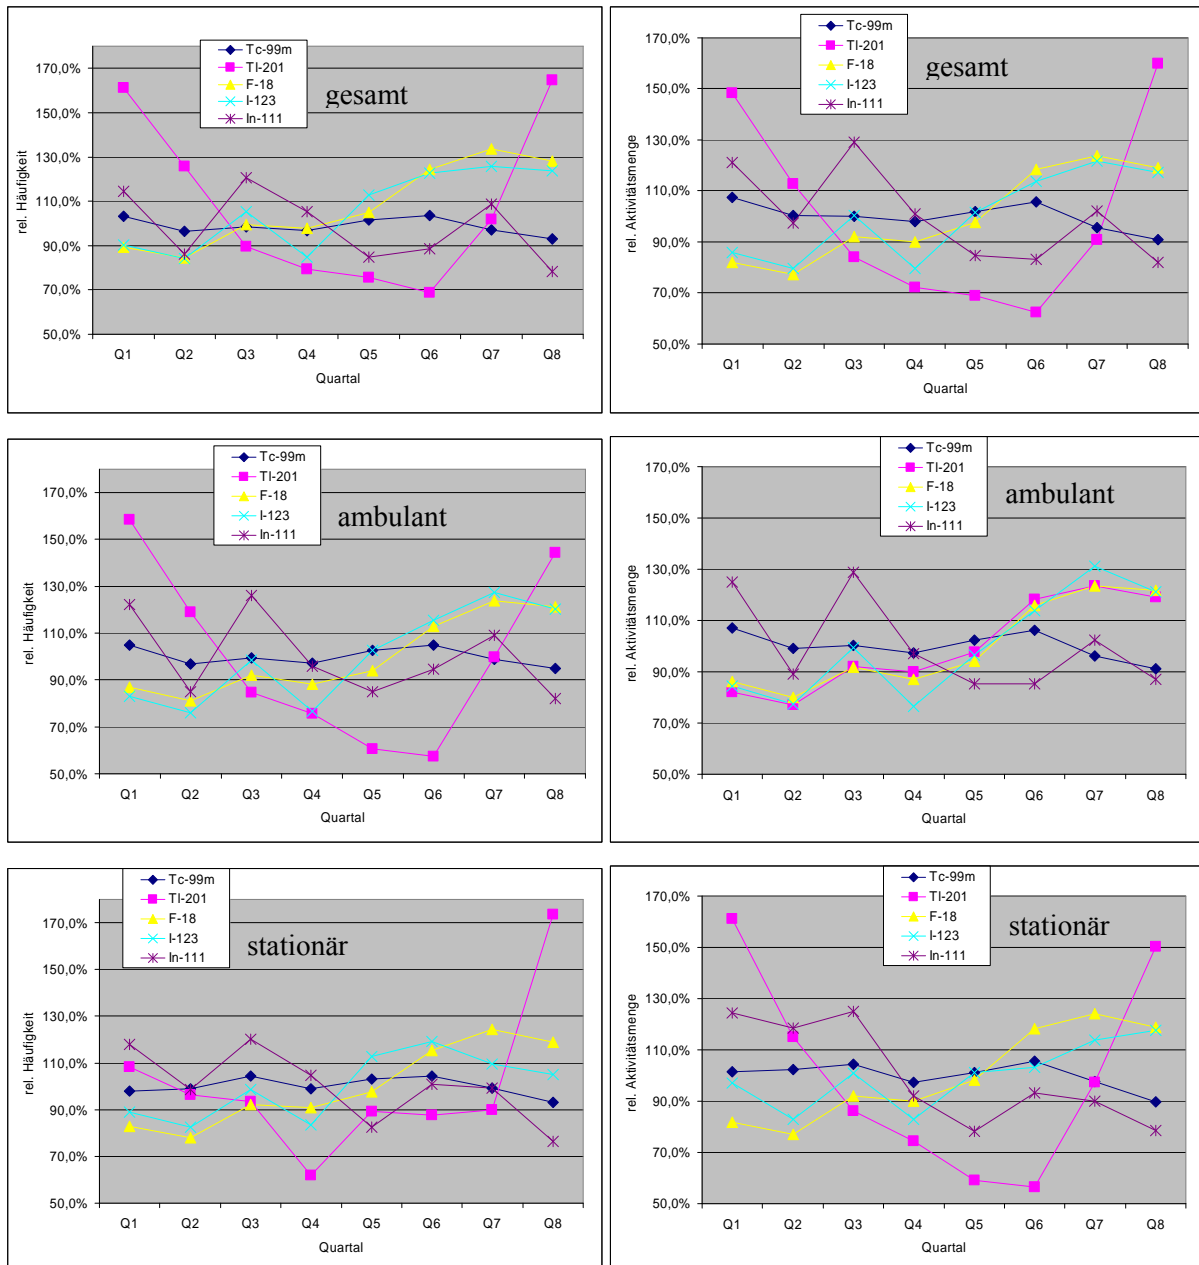 Tc-99m
Tl-201
F-18
I-123
In-111
gesamt
rel. Häufigkeit
170,0%
150,0%
130,0%
110,0%
90,0%
70,0%
50,0%
Q1 Q2 Q3 Q4 Q5 Q6 Q7 Q8
Quartal
Tc-99m
Tl-201
F-18
I-123
In-111
gesamt
rel. Aktivitätsmenge
170,0%
150,0%
130,0%
110,0%
90,0%
70,0%
50,0%
Q1 Q2 Q3 Q4 Q5 Q6 Q7 Q8
Quartal
Tc-99m
Tl-201
F-18
I-123
In-111
ambulant
rel. Häufigkeit
170,0%
150,0%
130,0%
110,0%
90,0%
70,0%
50,0%
Q1 Q2 Q3 Q4 Q5 Q6 Q7 Q8
Quartal
Tc-99m
Tl-201
F-18
I-123
In-111
ambulant
rel. Aktivitätsmenge
170,0%
150,0%
130,0%
110,0%
90,0%
70,0%
50,0%
Q1 Q2 Q3 Q4 Q5 Q6 Q7 Q8
Quartal
Tc-99m
Tl-201
F-18
I-123
In-111
stationär
rel. Häufigkeit
170,0%
150,0%
130,0%
110,0%
90,0%
70,0%
50,0%
Q1 Q2 Q3 Q4 Q5 Q6 Q7 Q8
Quartal
Tc-99m
Tl-201
F-18
I-123
In-111
stationär
rel. Aktivitätsmenge
170,0%
150,0%
130,0%
110,0%
90,0%
70,0%
50,0%
Q1 Q2 Q3 Q4 Q5 Q6 Q7 Q8
Quartal